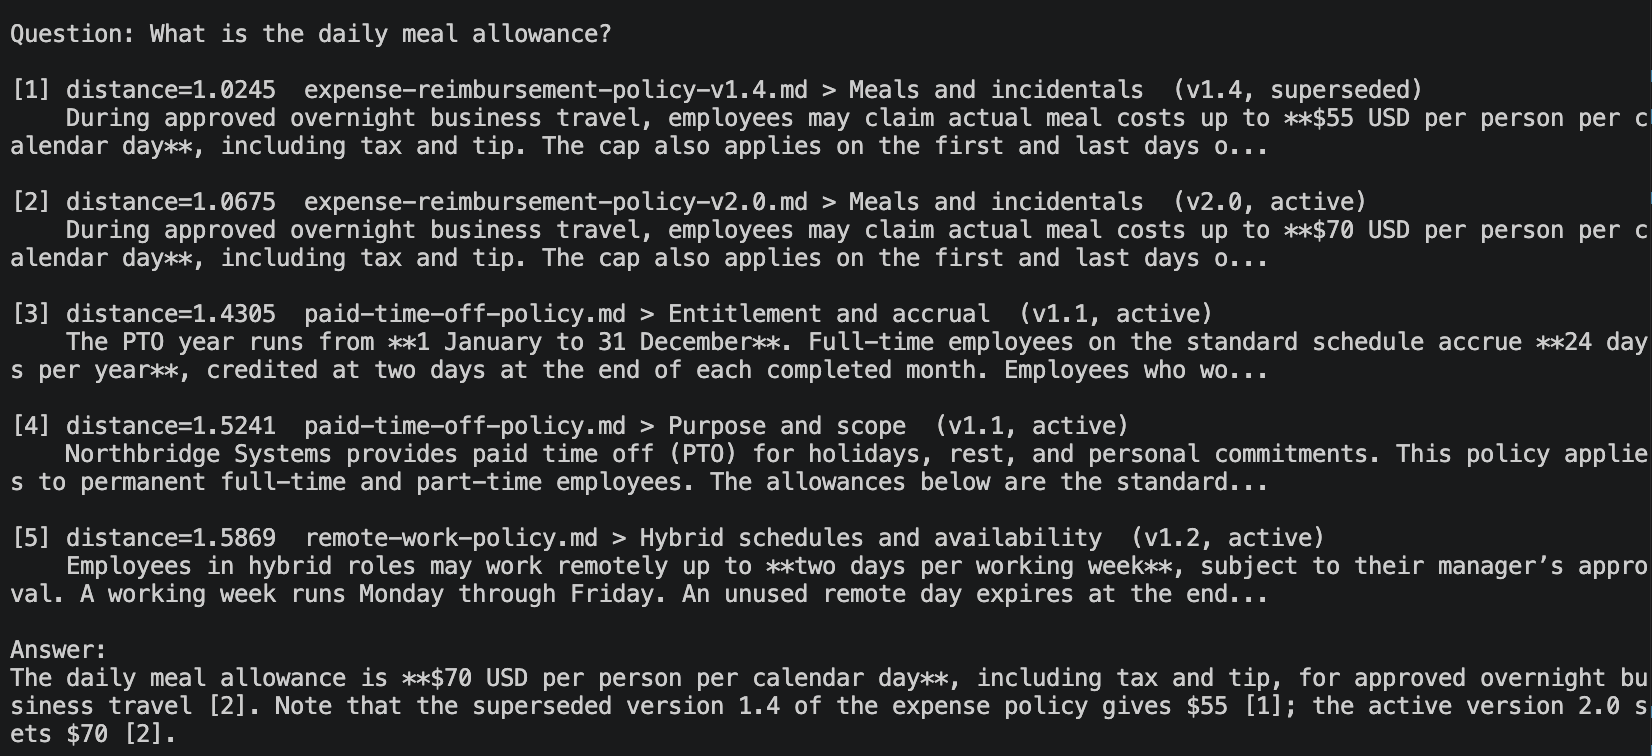 Question: What is the daily meal allowance?
[1] distance=1.0245  expense-reimbursement-policy-v1.4.md > Meals and incidentals  (v1.4, superseded)
    During approved overnight business travel, employees may claim actual meal costs up to **$55 USD per person per c
alendar day**, including tax and tip. The cap also applies on the first and last days o...
[2] distance=1.0675  expense-reimbursement-policy-v2.0.md > Meals and incidentals  (v2.0, active)
    During approved overnight business travel, employees may claim actual meal costs up to **$70 USD per person per c
alendar day**, including tax and tip. The cap also applies on the first and last days o...
[3] distance=1.4305  paid-time-off-policy.md > Entitlement and accrual  (v1.1, active)
    The PTO year runs from **1 January to 31 December**. Full-time employees on the standard schedule accrue **24 day
s per year**, credited at two days at the end of each completed month. Employees who wo...
[4] distance=1.5241  paid-time-off-policy.md > Purpose and scope  (v1.1, active)
    Northbridge Systems provides paid time off (PTO) for holidays, rest, and personal commitments. This policy applie
s to permanent full-time and part-time employees. The allowances below are the standard...
[5] distance=1.5869  remote-work-policy.md > Hybrid schedules and availability  (v1.2, active)
    Employees in hybrid roles may work remotely up to **two days per working week**, subject to their manager’s appro
val. A working week runs Monday through Friday. An unused remote day expires at the end...
Answer:
The daily meal allowance is **$70 USD per person per calendar day**, including tax and tip, for approved overnight bu
siness travel [2]. Note that the superseded version 1.4 of the expense policy gives $55 [1]; the active version 2.0 s
ets $70 [2].